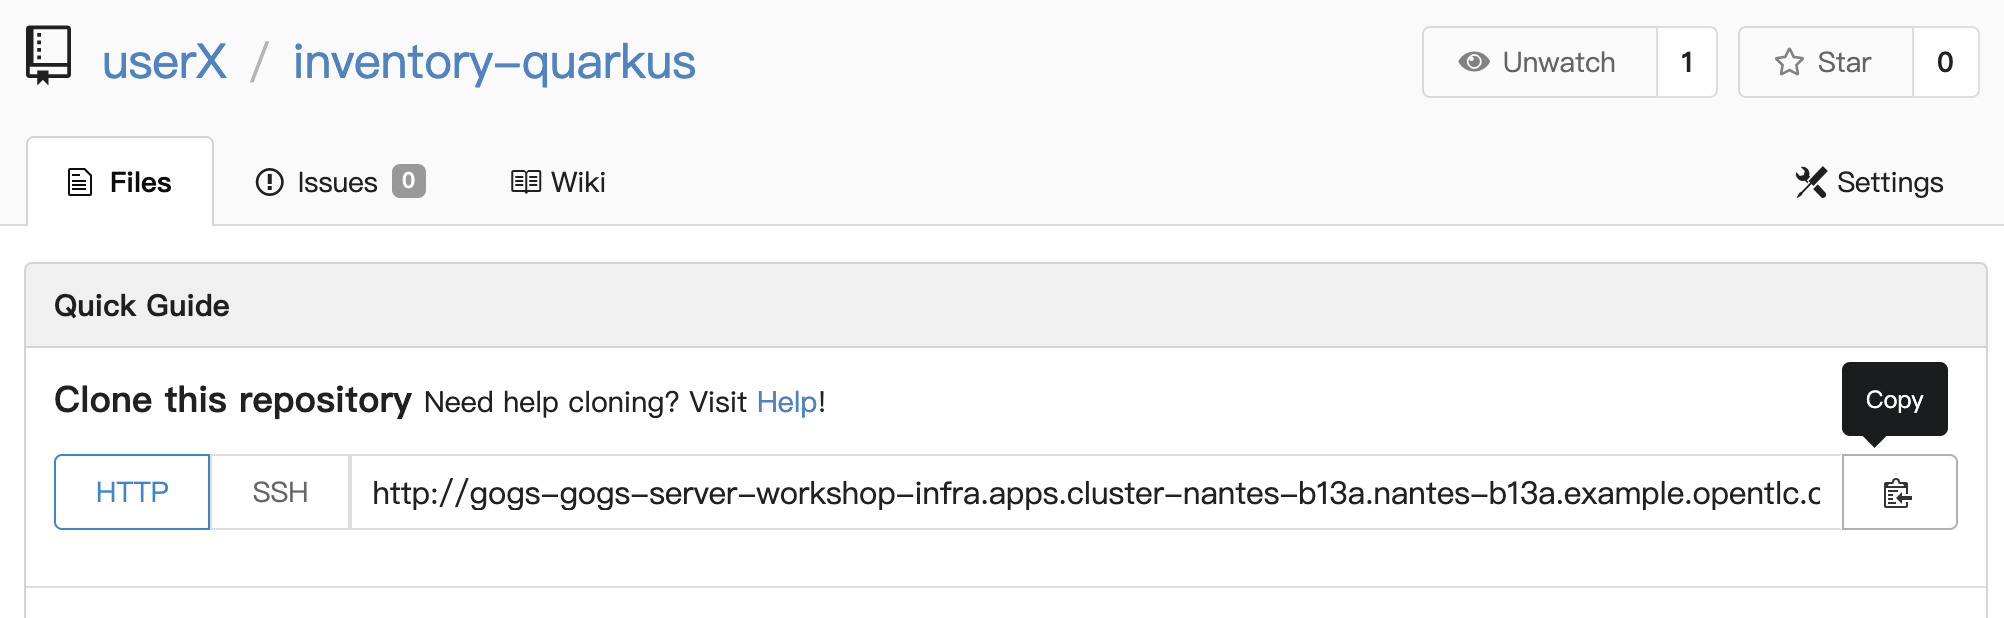 userX / inventory-quarkus
Unwatch 1 Star 0
Files Issues 0 Wiki Settings
Quick Guide
Clone this repository Need help cloning? Visit Help!
Copy
HTTP SSH http://gogs-gogs-server-workshop-infra.apps.cluster-nantes-b13a.nantes-b13a.example.opentlc.c